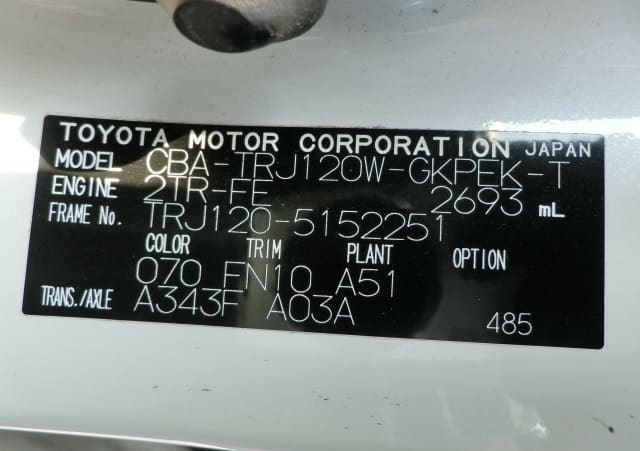 TOYOTA MOTOR CORPORATION JAPAN
MODEL CBA-TRJ120W-GKPEK-T
ENGINE 2TR-FE 2693 mL
FRAME No. TRJ120-5152251
COLOR TRIM PLANT OPTION
070 FN10 A51
TRANS./AXLE A343F A03A
485